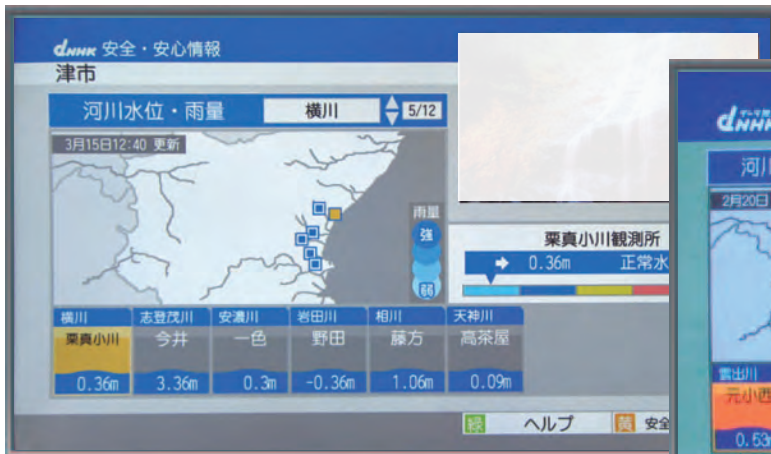 dNHK 安全・安心情報
津市
河川水位・雨量 横川 5/12
3月15日12:40 更新
雨量
強
弱
栗真小川観測所
0.36m 正常水
横川 志登茂川 安濃川 岩田川 相川 天神川
栗真小川 今井 一色 野田 藤方 高茶屋
0.36m 3.36m 0.3m -0.36m 1.06m 0.09m
緑 ヘルプ 黄 安全
dNHK
河川
2月20日
雲出川
元小西
0.53m